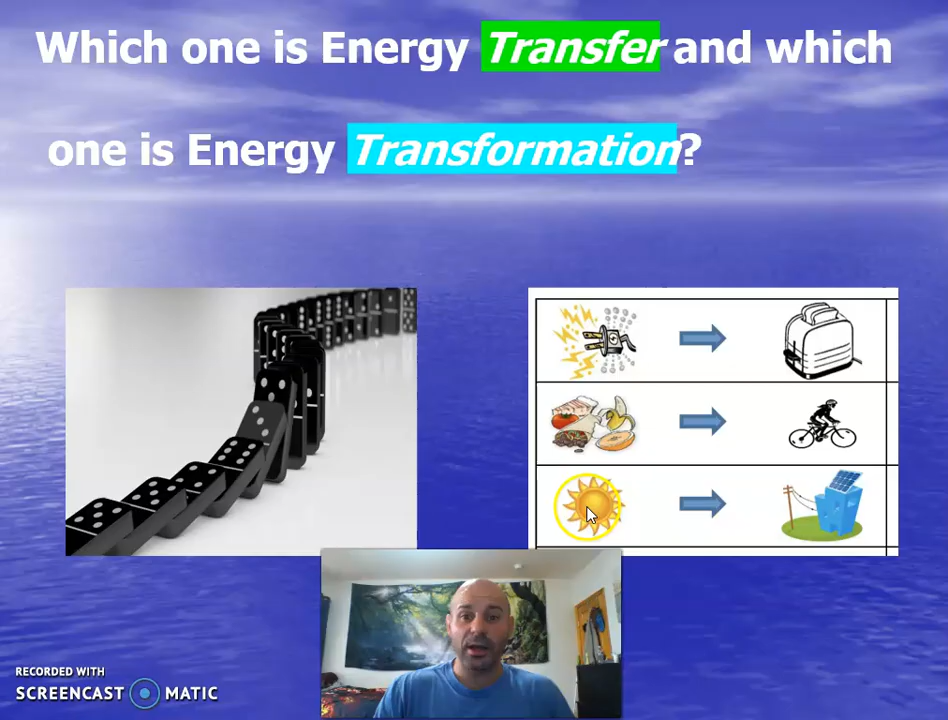 Which one is Energy Transfer and which
one is Energy Transformation?
RECORDED WITH
SCREENCAST MATIC